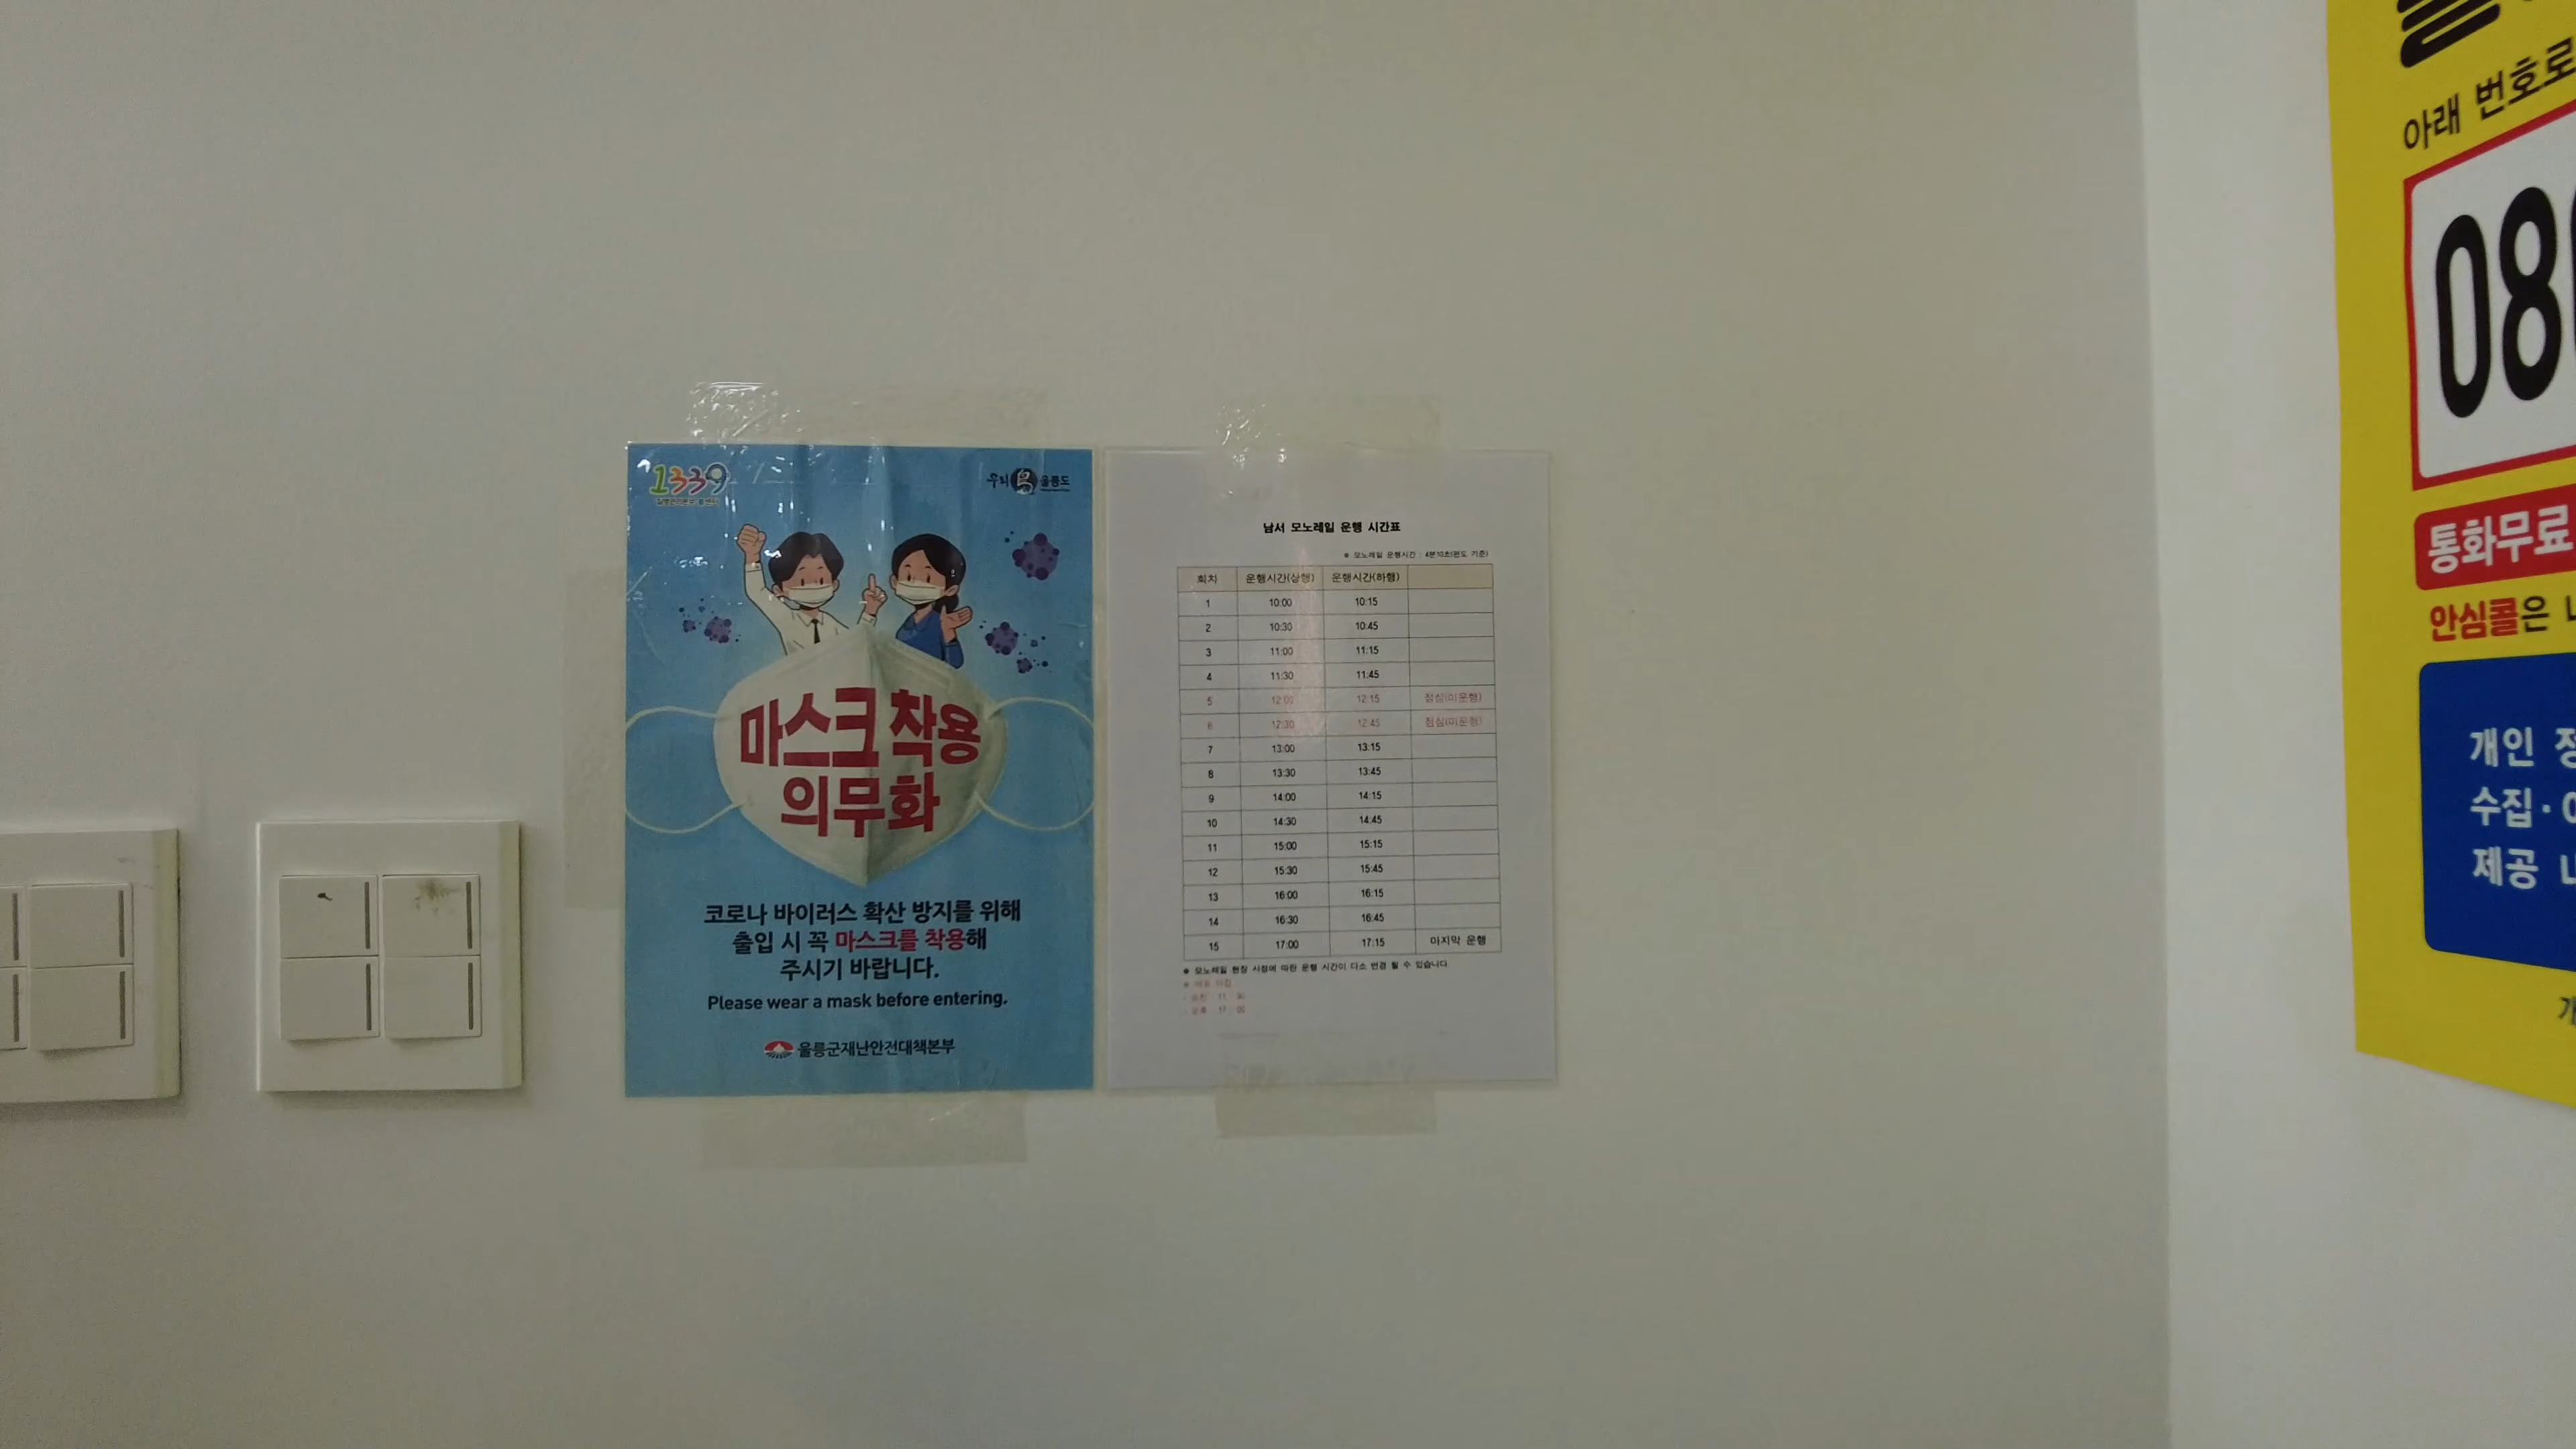 1339
우리 울릉도
마스크 착용
의무화
코로나 바이러스 확산 방지를 위해
출입 시 꼭 마스크를 착용해
주시기 바랍니다.
Please wear a mask before entering.
울릉군재난안전대책본부
남서 모노레일 운행 시간표
※ 모노레일 운행시간 : 4분10초(편도 기준)
회차 운행시간(상행) 운행시간(하행)
1 10:00 10:15
2 10:30 10:45
3 11:00 11:15
4 11:30 11:45
5 12:00 12:15 점심(미운행)
6 12:30 12:45 점심(미운행)
7 13:00 13:15
8 13:30 13:45
9 14:00 14:15
10 14:30 14:45
11 15:00 15:15
12 15:30 15:45
13 16:00 16:15
14 16:30 16:45
15 17:00 17:15 마지막 운행
※ 모노레일 현장 사정에 따란 운행 시간이 다소 변경 될 수 있습니다
아래 번호로
08
통화무료
안심콜은
개인
수집·
제공